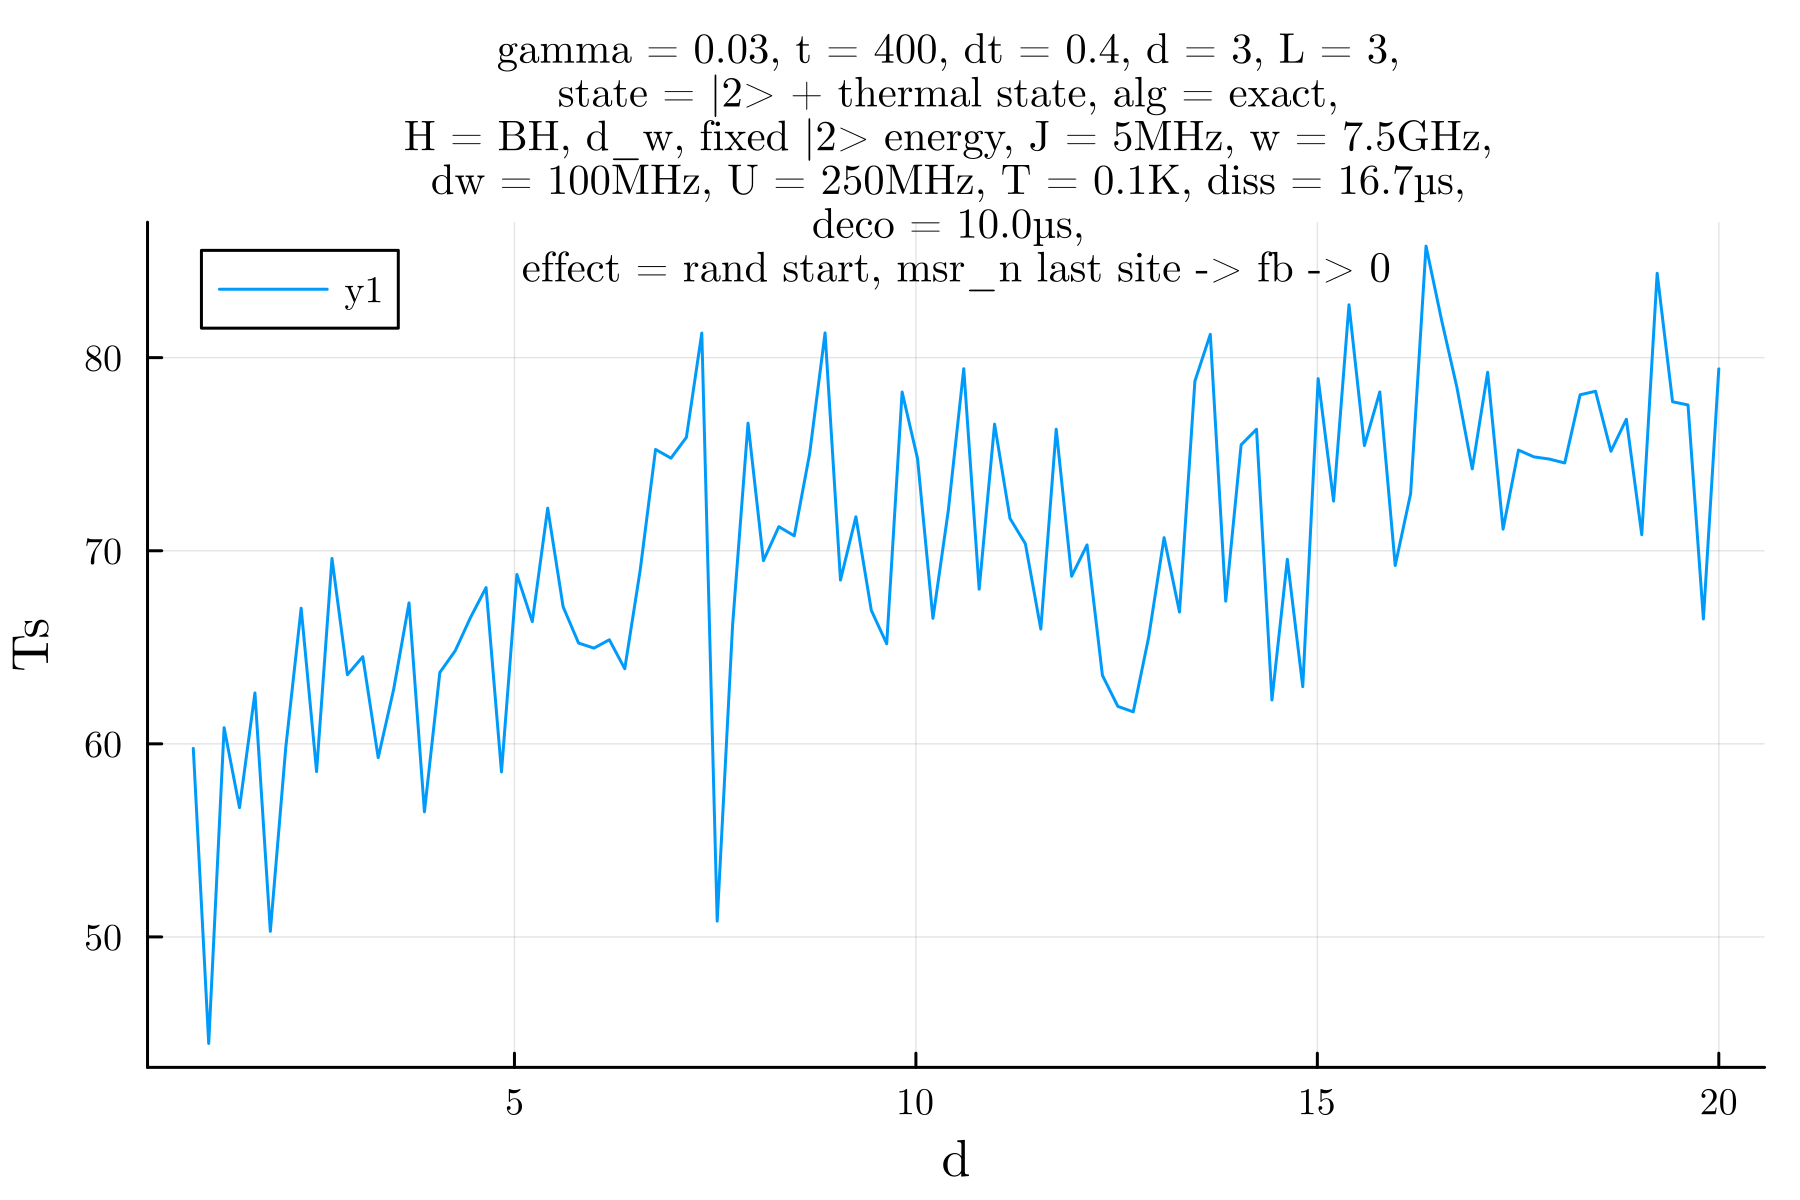 gamma = 0.03, t = 400, dt = 0.4, d = 3, L = 3,
state = |2> + thermal state, alg = exact,
H = BH, d_w, fixed |2> energy, J = 5MHz, w = 7.5GHz,
dw = 100MHz, U = 250MHz, T = 0.1K, diss = 16.7µs,
deco = 10.0µs,
effect = rand start, msr_n last site -> fb -> 0
y1
80
70
60
50
Ts
5 10 15 20
d